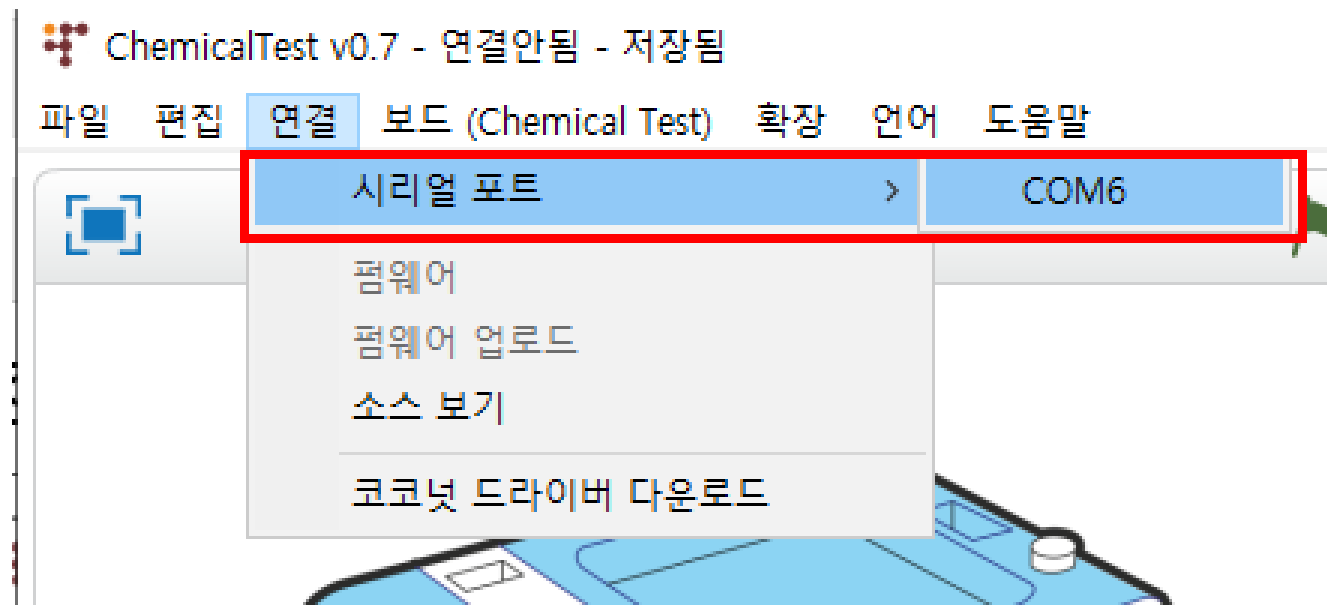 ChemicalTest v0.7 - 연결안됨 - 저장됨
파일 편집 연결 보드 (Chemical Test) 확장 언어 도움말
시리얼 포트 > COM6
펌웨어
펌웨어 업로드
소스 보기
코코넛 드라이버 다운로드